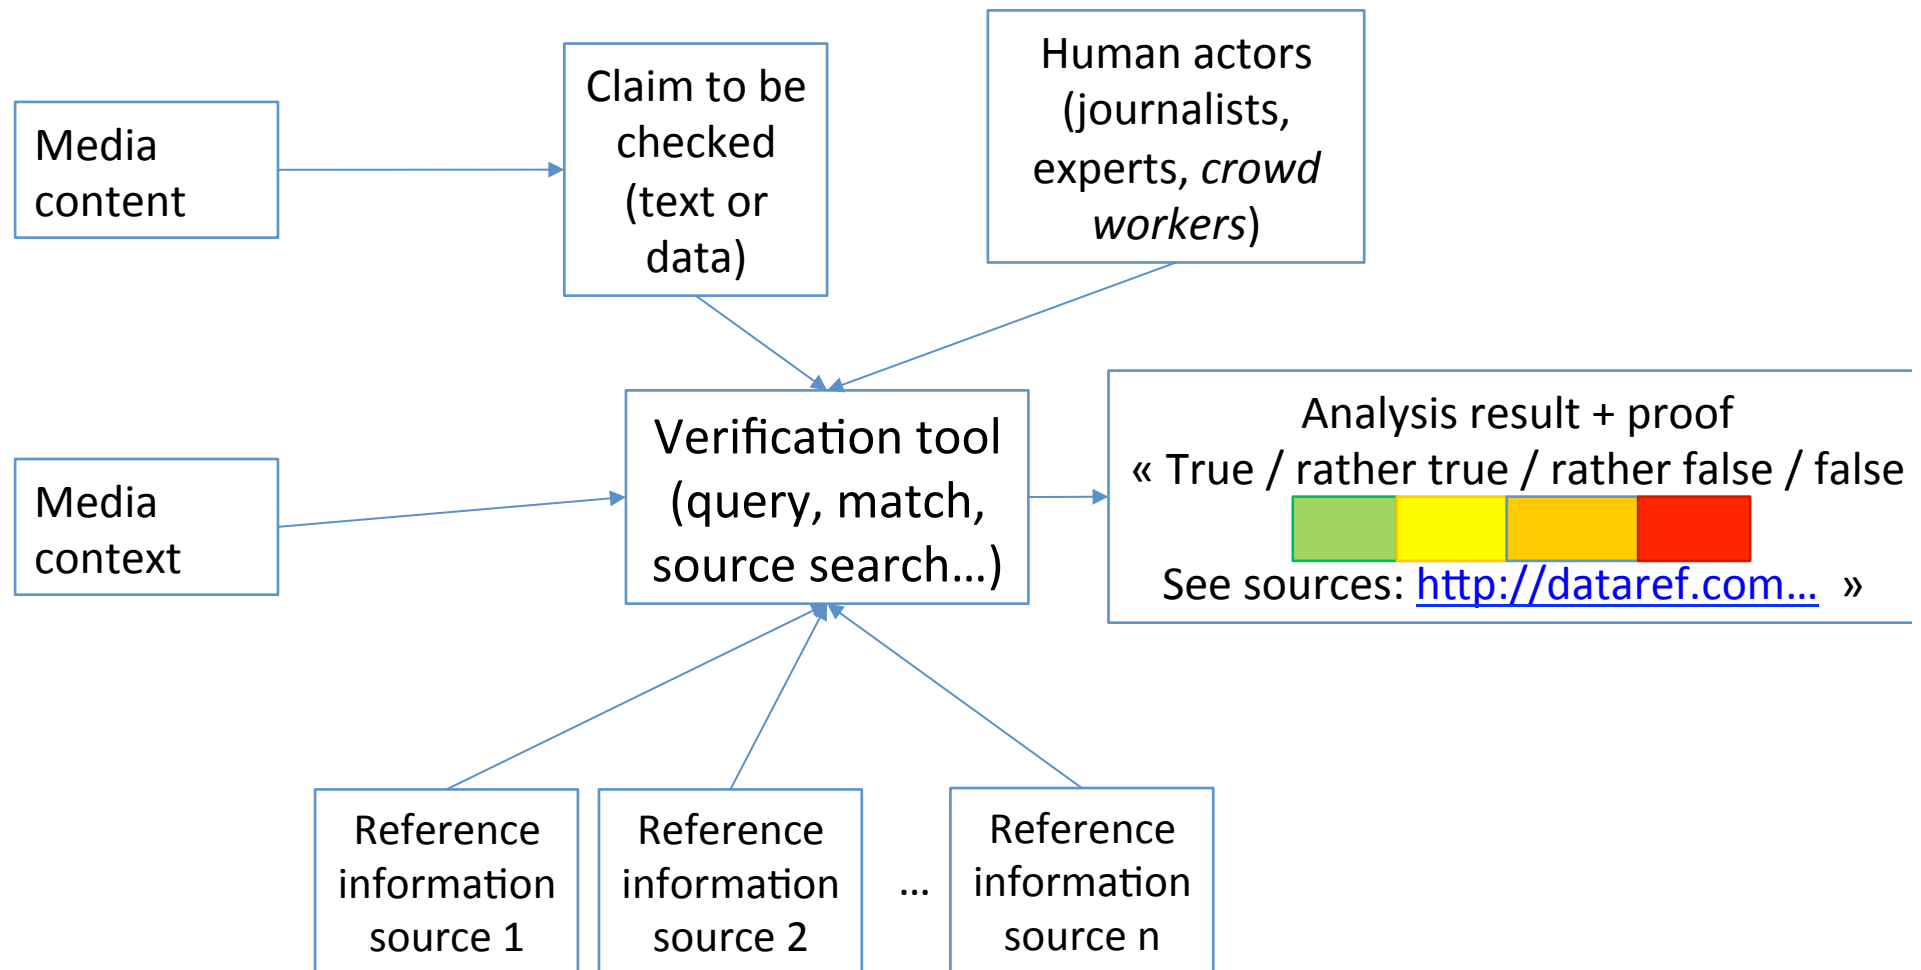 Media
content
Claim to be
checked
(text or
data)
Human actors
(journalists,
experts, crowd
workers)
Media
context
Verification tool
(query, match,
source search...)
Analysis result + proof
« True / rather true / rather false / false
See sources: http://dataref.com... »
Reference
information
source 1
Reference
information
source 2
...
Reference
information
source n